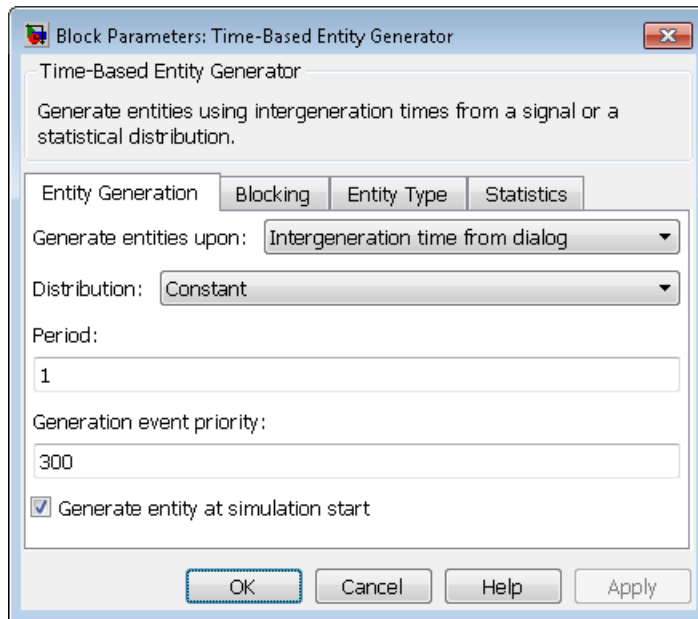 Block Parameters: Time-Based Entity Generator
Time-Based Entity Generator
Generate entities using intergeneration times from a signal or a
statistical distribution.
Entity Generation Blocking Entity Type Statistics
Generate entities upon: Intergeneration time from dialog
Distribution: Constant
Period:
1
Generation event priority:
300
Generate entity at simulation start
OK Cancel Help Apply